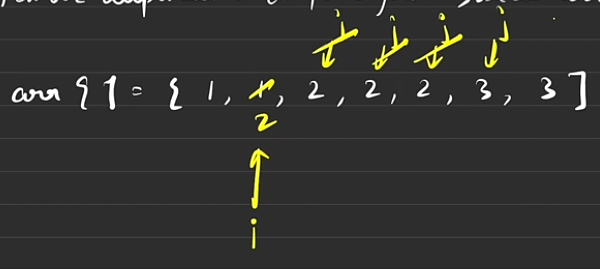 j j j j
arr { ] = { 1, 1, 2, 2, 2, 3, 3 ]
2
i